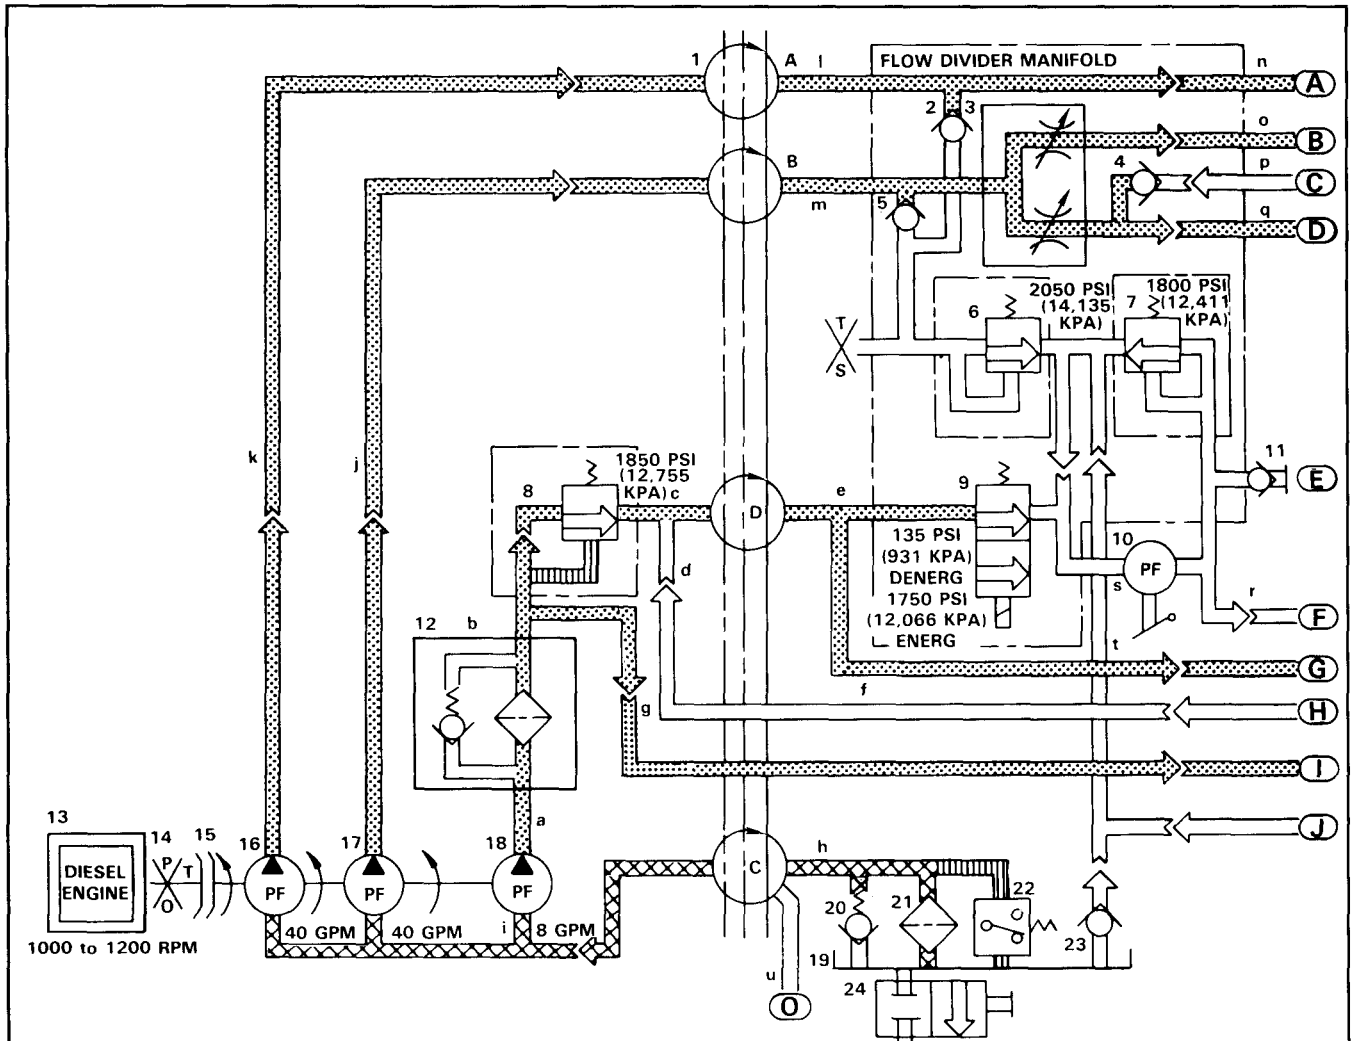 1 A l FLOW DIVIDER MANIFOLD n A
2 3 o B
B 4 p C
m 5 q D
2050 PSI 1800 PSI
6 (14,135 7 (12,411
KPA) KPA)
T
S
k j 1850 PSI 11
(12,755
8 KPA) c D e 9 E
135 PSI 10
(931 KPA) PF
d DENERG s
1750 PSI r
(12,066 KPA) F
12 b ENERG t
G
f
g H
I
13 a J
14 15 16 17 18 h
DIESEL P T C
ENGINE O PF PF PF 20 21 22
40 GPM 40 GPM i 8 GPM 23
1000 to 1200 RPM 19
u 24
O